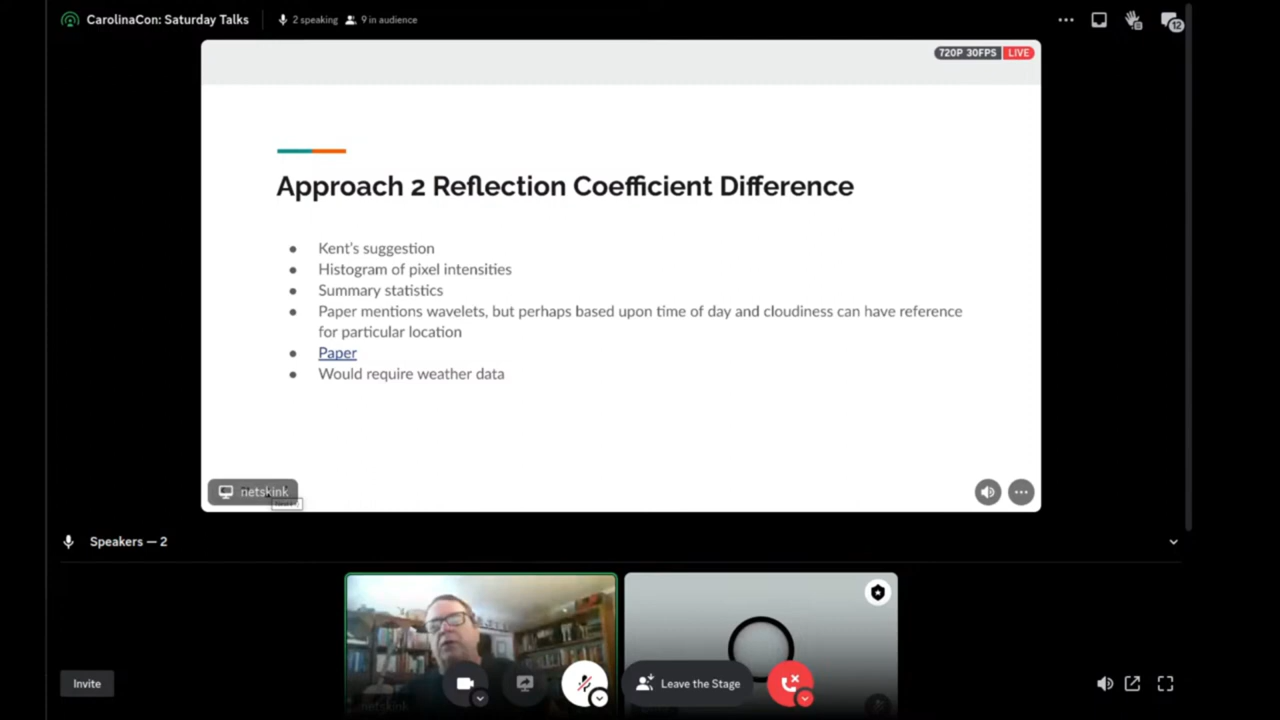 CarolinaCon: Saturday Talks
2 speaking
9 in audience
12
720P 30FPS
LIVE
Approach 2 Reflection Coefficient Difference
● Kent's suggestion
● Histogram of pixel intensities
● Summary statistics
● Paper mentions wavelets, but perhaps based upon time of day and cloudiness can have reference
for particular location
● Paper
● Would require weather data
netskink
Speakers — 2
Invite
netskink
Leave the Stage